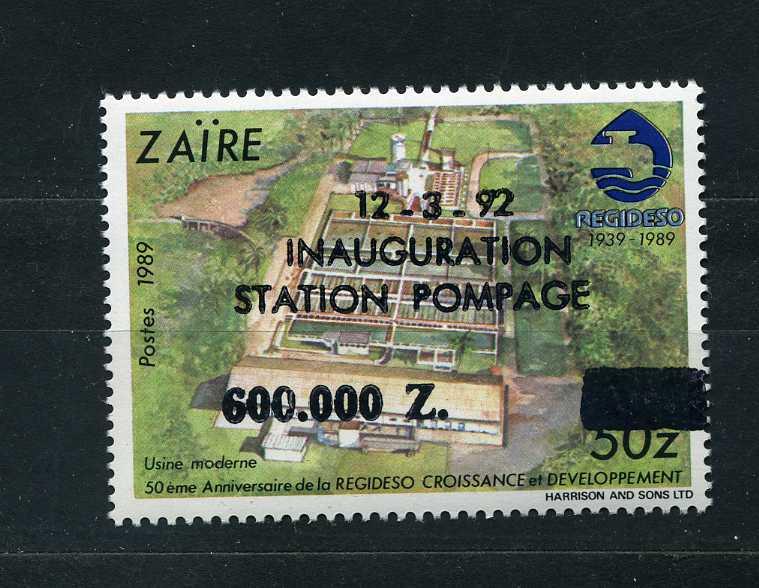 ZAÏRE
REGIDESO
1939 - 1989
12 - 3 - 92
INAUGURATION
STATION POMPAGE
Postes 1989
600.000 Z.
50z
Usine moderne
50ème Anniversaire de la REGIDESO CROISSANCE et DEVELOPPEMENT
HARRISON AND SONS LTD